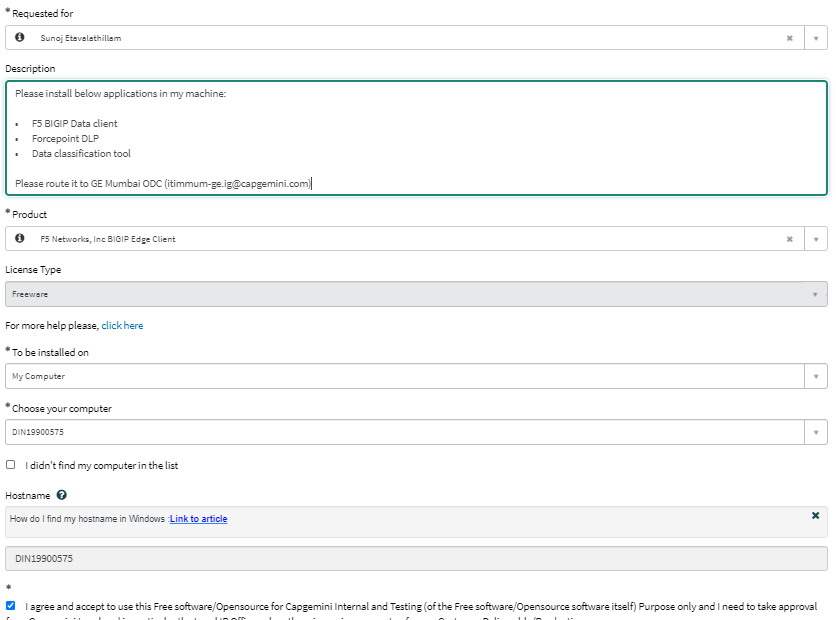 * Requested for
Sunoj Etavalathillam
Description
Please install below applications in my machine:
• F5 BIGIP Data client
• Forcepoint DLP
• Data classification tool
Please route it to GE Mumbai ODC (itimmum-ge.ig@capgemini.com)
* Product
F5 Networks, Inc BIGIP Edge Client
License Type
Freeware
For more help please, click here
* To be installed on
My Computer
* Choose your computer
DIN19900575
I didn't find my computer in the list
Hostname
How do I find my hostname in Windows :Link to article
DIN19900575
*
I agree and accept to use this Free software/Opensource for Capgemini Internal and Testing (of the Free software/Opensource software itself) Purpose only and I need to take approval